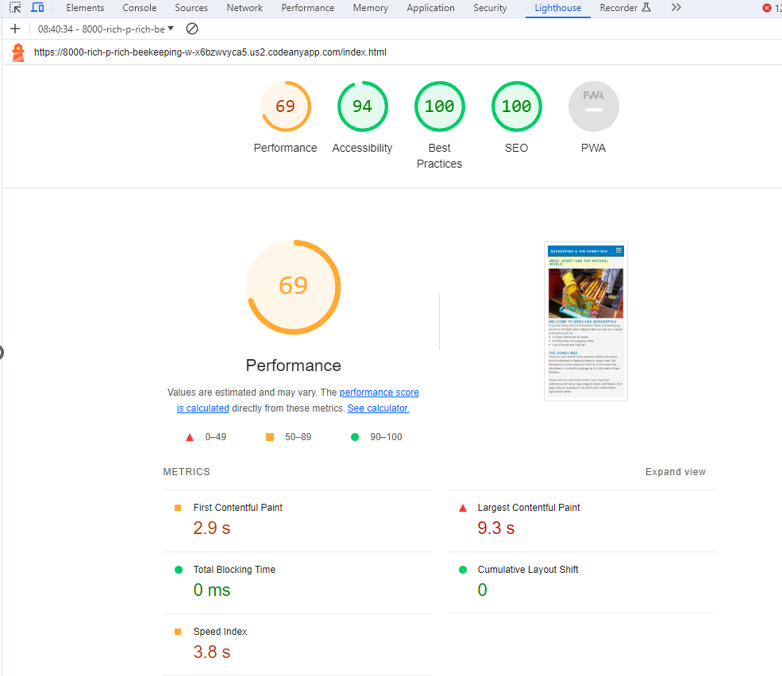 Elements Console Sources Network Performance Memory Application Security Lighthouse Recorder 12
08:40:34 - 8000-rich-p-rich-be
https://8000-rich-p-rich-beekeeping-w-x6bzwvyca5.us2.codeanyapp.com/index.html
69 94 100 100 PWA
Performance Accessibility Best Practices SEO PWA
69
BEEKEEPING & THE HONEY BEE
BEES, HONEY AND THE NATURAL
WORLD
WELCOME TO BEES AND BEEKEEPING
THE HONEY BEE
Performance
Values are estimated and may vary. The performance score
is calculated directly from these metrics. See calculator.
0–49 50–89 90–100
METRICS Expand view
First Contentful Paint
2.9 s
Largest Contentful Paint
9.3 s
Total Blocking Time
0 ms
Cumulative Layout Shift
0
Speed Index
3.8 s